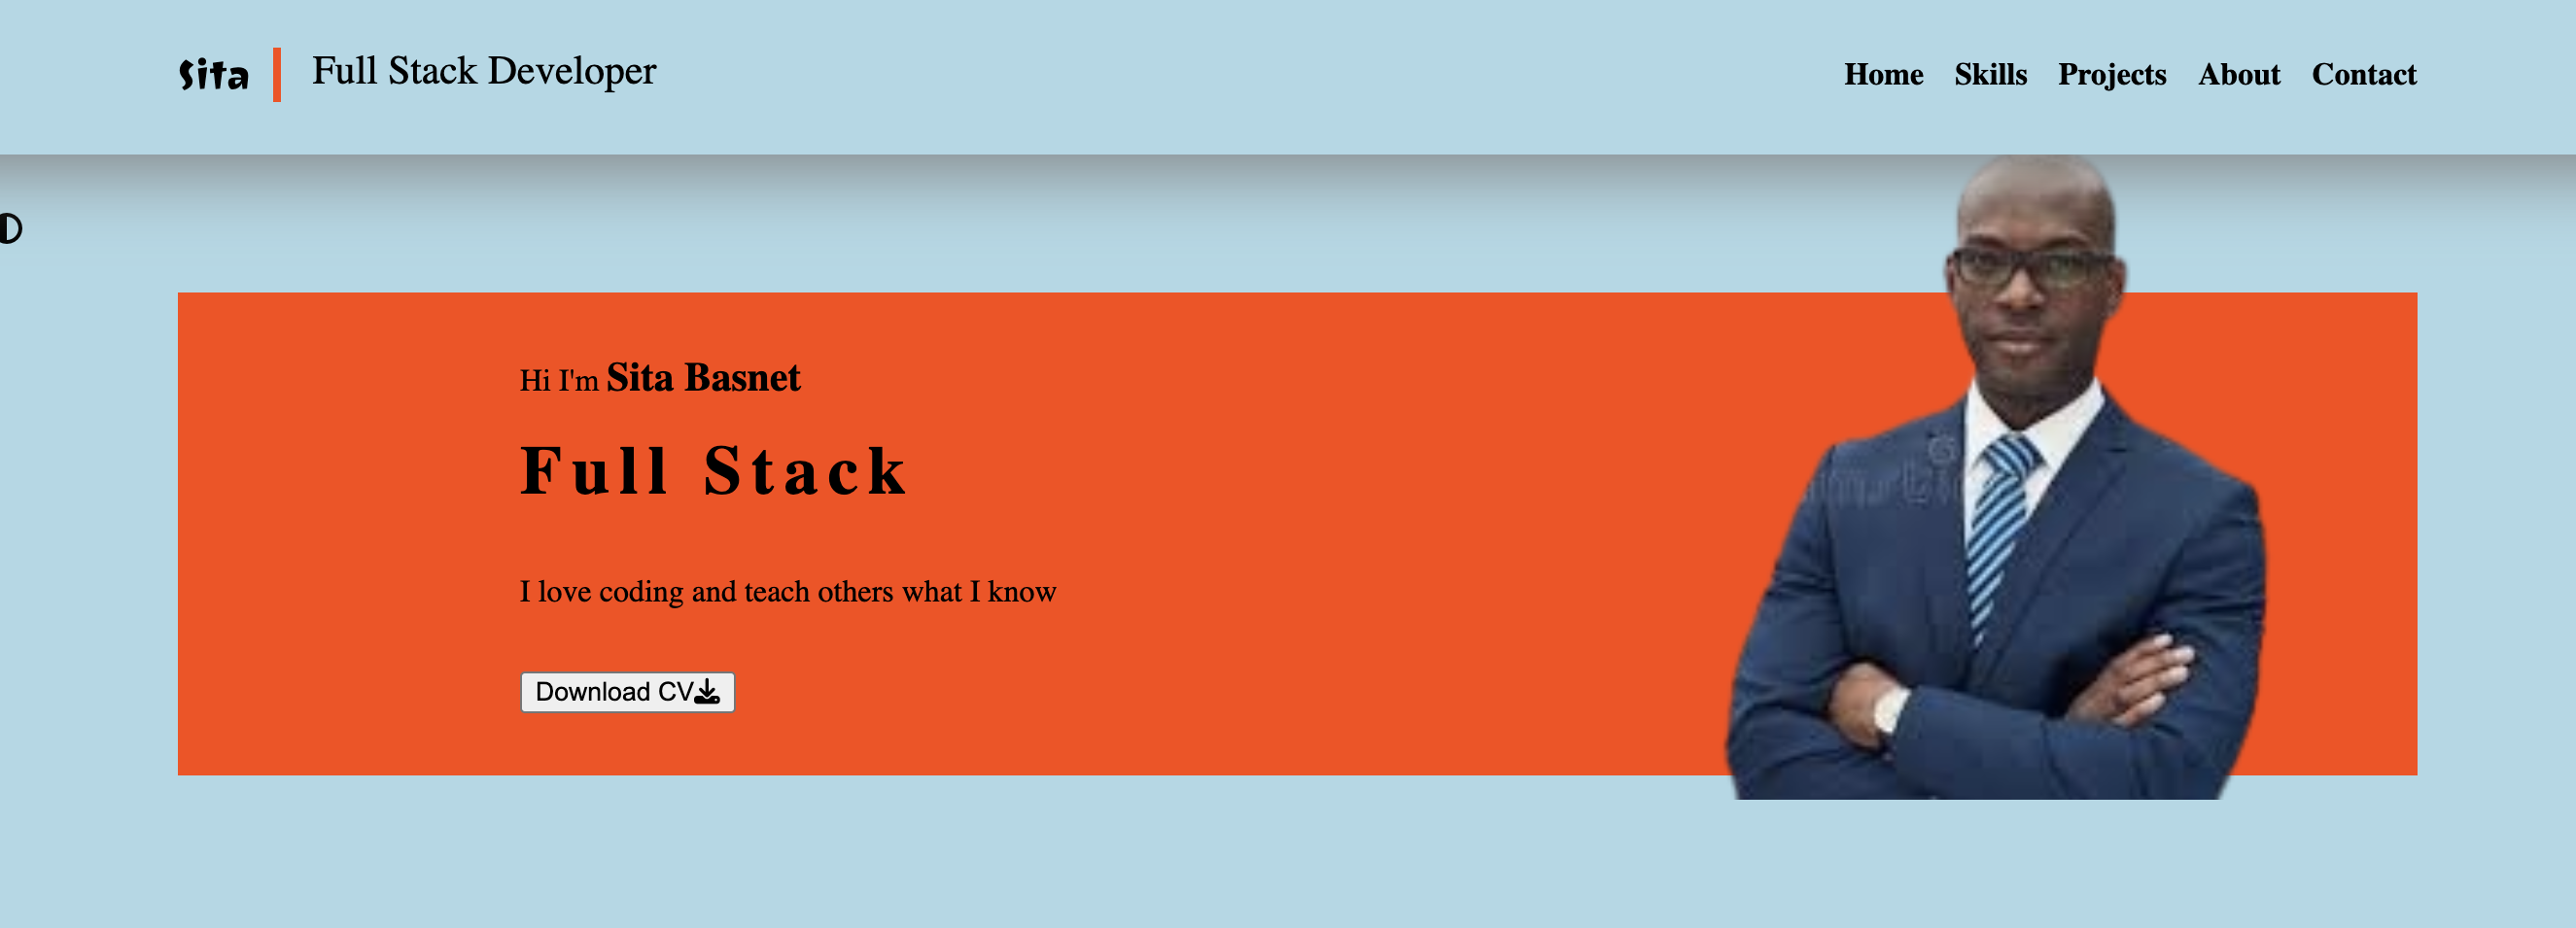 Sita
Full Stack Developer
Home Skills Projects About Contact
Hi I'm Sita Basnet
Full Stack
I love coding and teach others what I know
Download CV